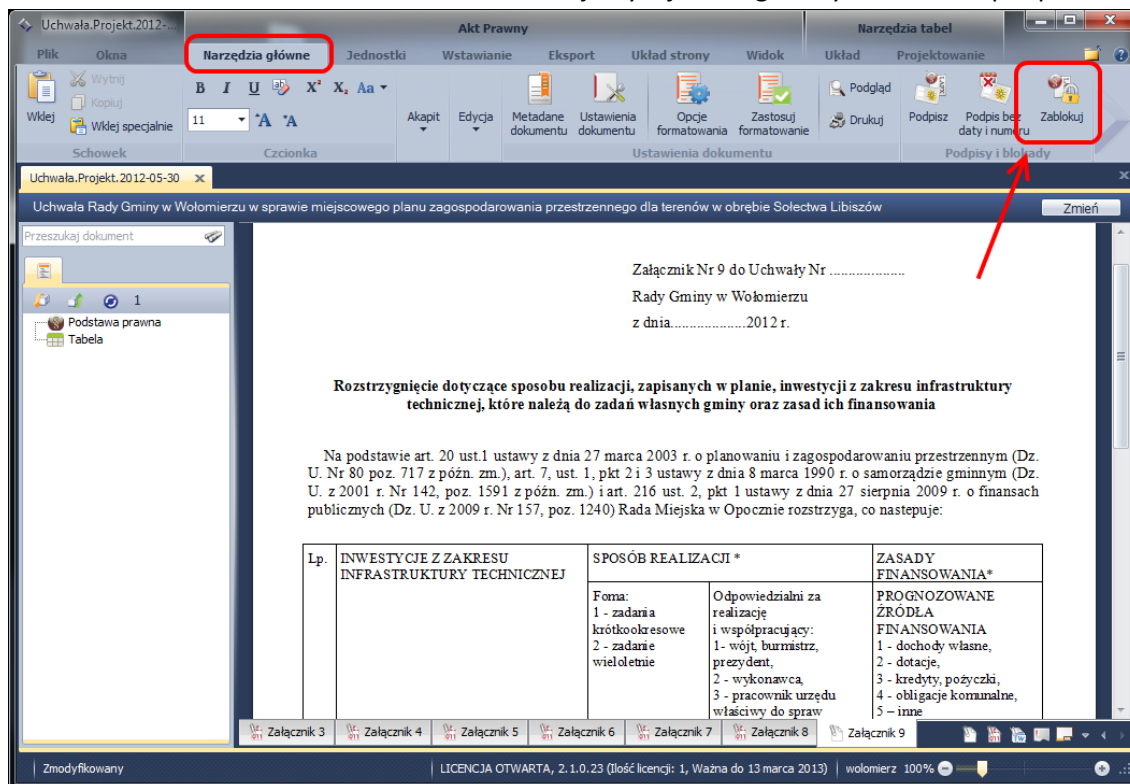 Uchwała.Projekt.2012-...
Akt Prawny
Narzędzia tabel
Plik Okna Narzędzia główne Jednostki Wstawianie Eksport Układ strony Widok Układ Projektowanie
Wklej
Wytnij
Kopiuj
Wklej specjalnie
Schowek
B I U X² X₂ Aa
11 A A
Czcionka
Akapit
Edycja
Metadane dokumentu
Ustawienia dokumentu
Opcje formatowania
Zastosuj formatowanie
Podgląd
Drukuj
Ustawienia dokumentu
Podpisz
Podpis bez daty i numeru
Zablokuj
Podpisy i blokady
Uchwała.Projekt.2012-05-30
Uchwała Rady Gminy w Wołomierzu w sprawie miejscowego planu zagospodarowania przestrzennego dla terenów w obrębie Sołectwa Libiszów
Zmień
Przeszukaj dokument
1
Podstawa prawna
Tabela
Załącznik Nr 9 do Uchwały Nr ....................
Rady Gminy w Wołomierzu
z dnia....................2012 r.
Rozstrzygnięcie dotyczące sposobu realizacji, zapisanych w planie, inwestycji z zakresu infrastruktury
technicznej, które należą do zadań własnych gminy oraz zasad ich finansowania
Na podstawie art. 20 ust.1 ustawy z dnia 27 marca 2003 r. o planowaniu i zagospodarowaniu przestrzennym (Dz.
U. Nr 80 poz. 717 z późn. zm.), art. 7, ust. 1, pkt 2 i 3 ustawy z dnia 8 marca 1990 r. o samorządzie gminnym (Dz.
U. z 2001 r. Nr 142, poz. 1591 z późn. zm.) i art. 216 ust. 2, pkt 1 ustawy z dnia 27 sierpnia 2009 r. o finansach
publicznych (Dz. U. z 2009 r. Nr 157, poz. 1240) Rada Miejska w Opocznie rozstrzyga, co nastepuje:
Lp.
INWESTYCJE Z ZAKRESU
INFRASTRUKTURY TECHNICZNEJ
SPOSÓB REALIZACJI *
ZASADY
FINANSOWANIA*
Foma:
1 - zadania
krótkookresowe
2 - zadanie
wieloletnie
Odpowiedzialni za
realizację
i współpracujący:
1- wójt, burmistrz,
prezydent,
2 - wykonawca,
3 - pracownik urzędu
właściwy do spraw
PROGNOZOWANE
ŹRÓDŁA
FINANSOWANIA
1 - dochody własne,
2 - dotacje,
3 - kredyty, pożyczki,
4 - obligacje komunalne,
5 – inne
Załącznik 3 Załącznik 4 Załącznik 5 Załącznik 6 Załącznik 7 Załącznik 8 Załącznik 9
Zmodyfikowany
LICENCJA OTWARTA, 2.1.0.23 (Ilość licencji: 1, Ważna do 13 marca 2013) wolomierz 100%